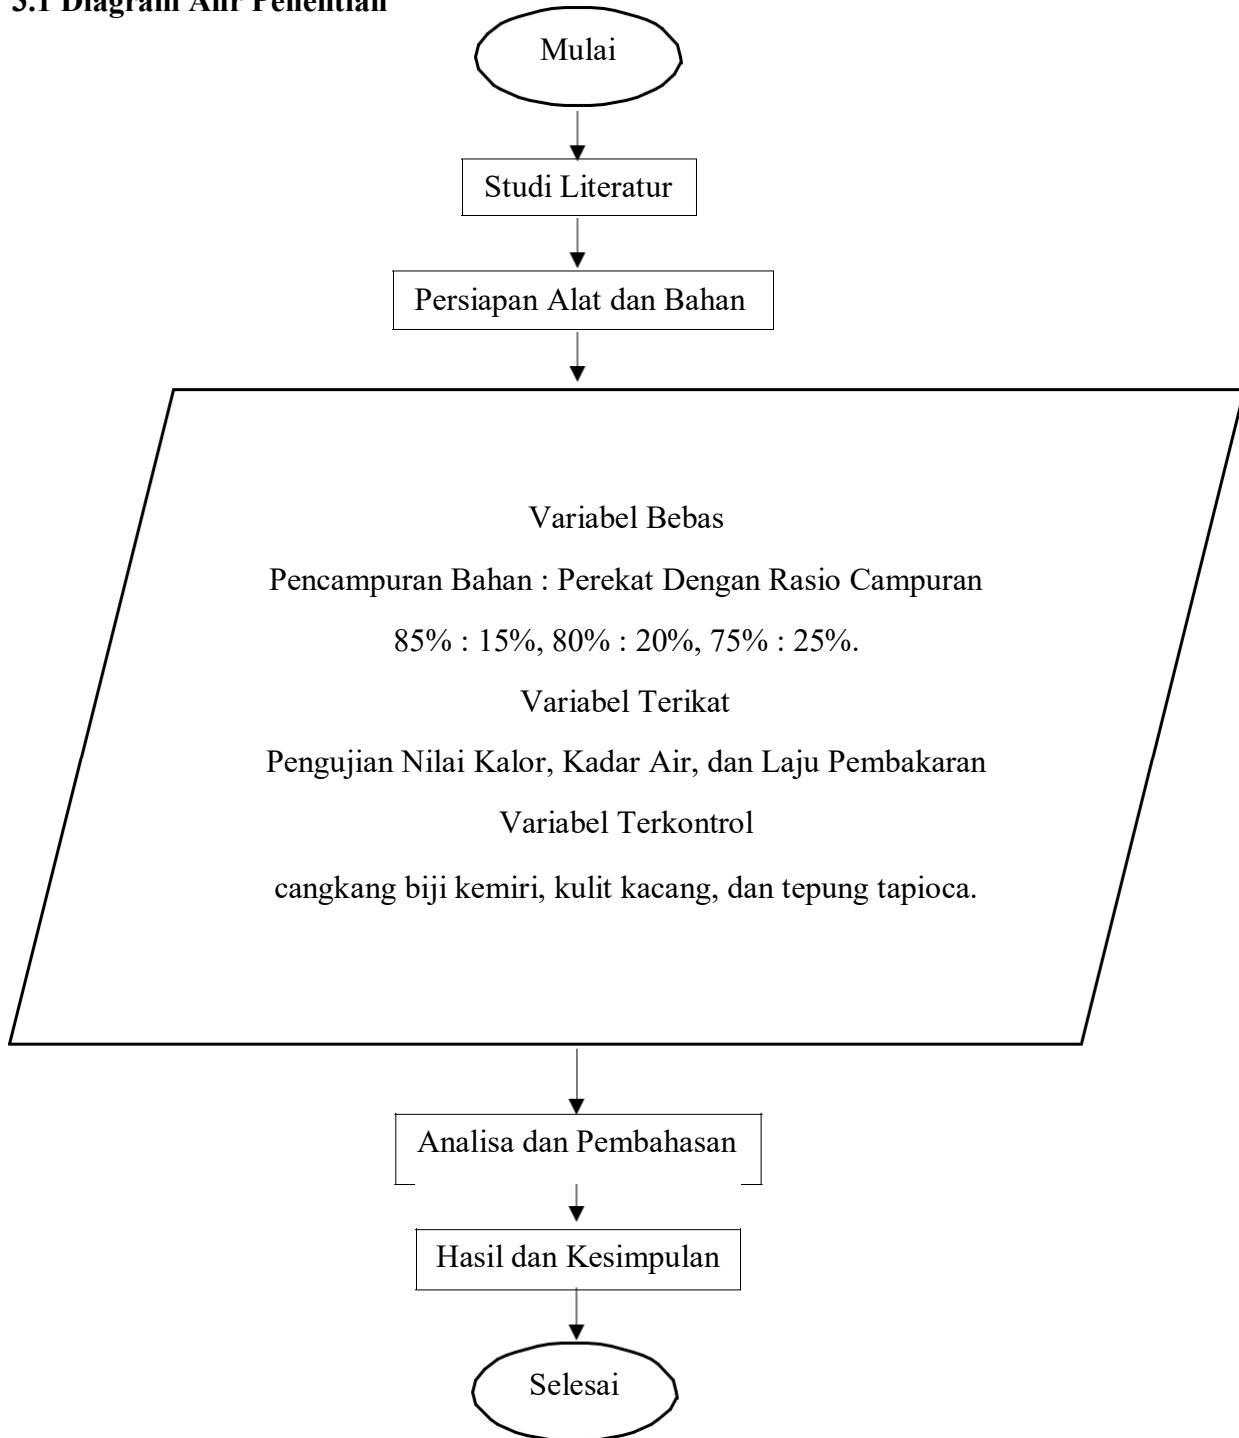 3.1 Diagram Alir Penelitian
Mulai
Studi Literatur
Persiapan Alat dan Bahan
Variabel Bebas
Pencampuran Bahan : Perekat Dengan Rasio Campuran
85% : 15%, 80% : 20%, 75% : 25%.
Variabel Terikat
Pengujian Nilai Kalor, Kadar Air, dan Laju Pembakaran
Variabel Terkontrol
cangkang biji kemiri, kulit kacang, dan tepung tapioca.
Analisa dan Pembahasan
Hasil dan Kesimpulan
Selesai